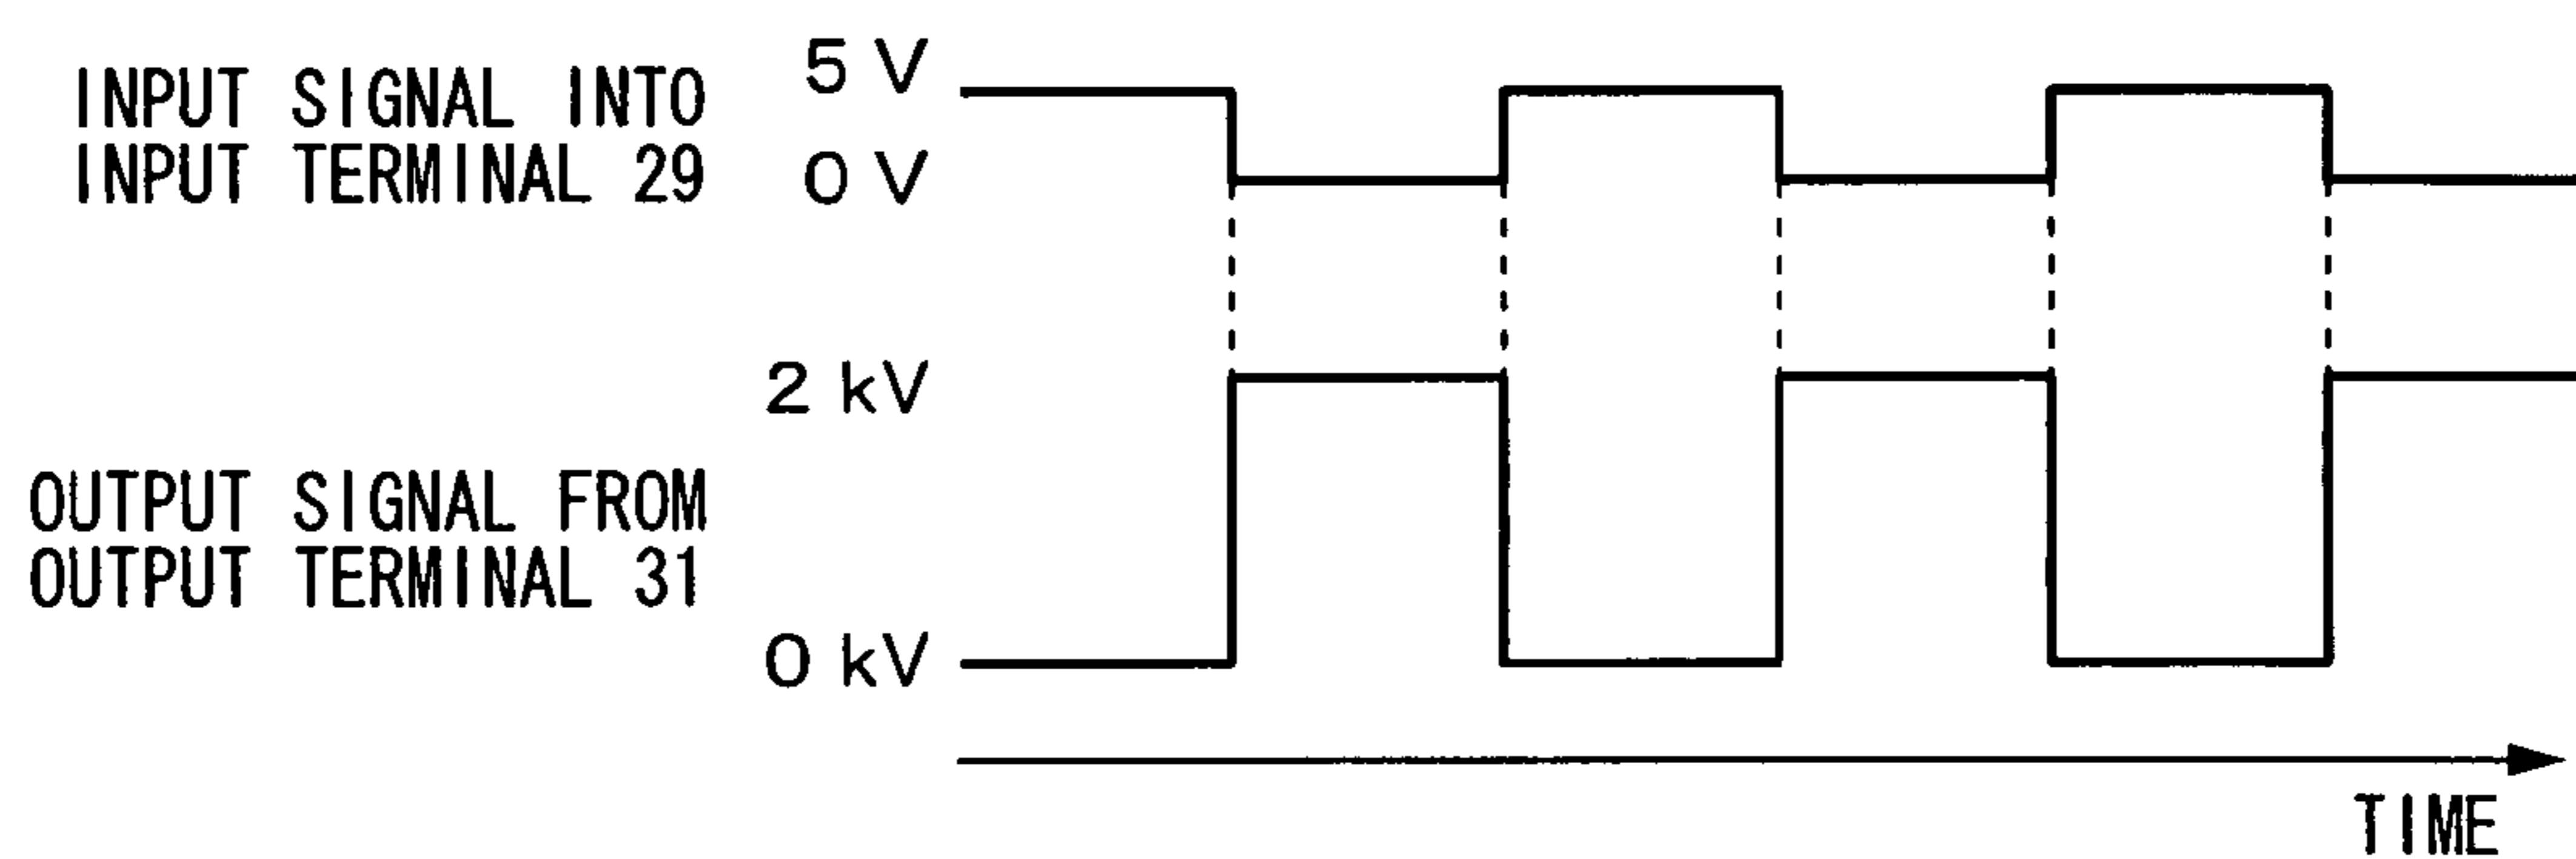 INPUT SIGNAL INTO
INPUT TERMINAL 29
5 V
0 V
2 kV
OUTPUT SIGNAL FROM
OUTPUT TERMINAL 31
0 kV
TIME